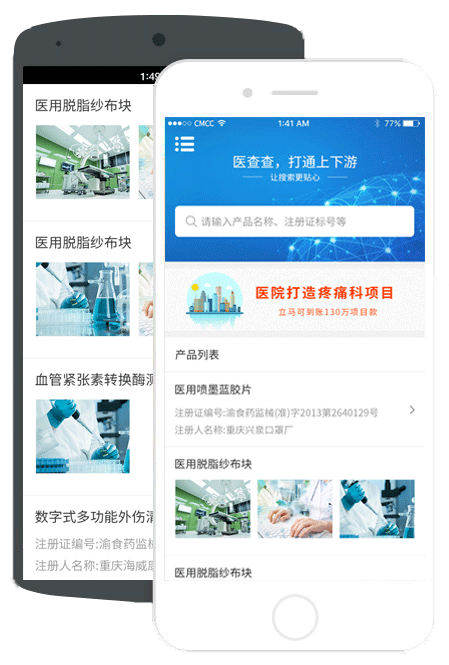 1:49
医用脱脂纱布块
医用脱脂纱布块
血管紧张素转换酶测
数字式多功能外伤清
注册证编号:渝食药监械
注册人名称:重庆海威康
CMCC
1:41 AM
77%
医查查，打通上下游
让搜索更贴心
请输入产品名称、注册证标号等
医院打造疼痛科项目
立马可到账130万项目款
产品列表
医用喷墨蓝胶片
注册证编号:渝食药监械(准)字2013第2640129号
注册人名称:重庆兴泉口罩厂
医用脱脂纱布块
医用脱脂纱布块